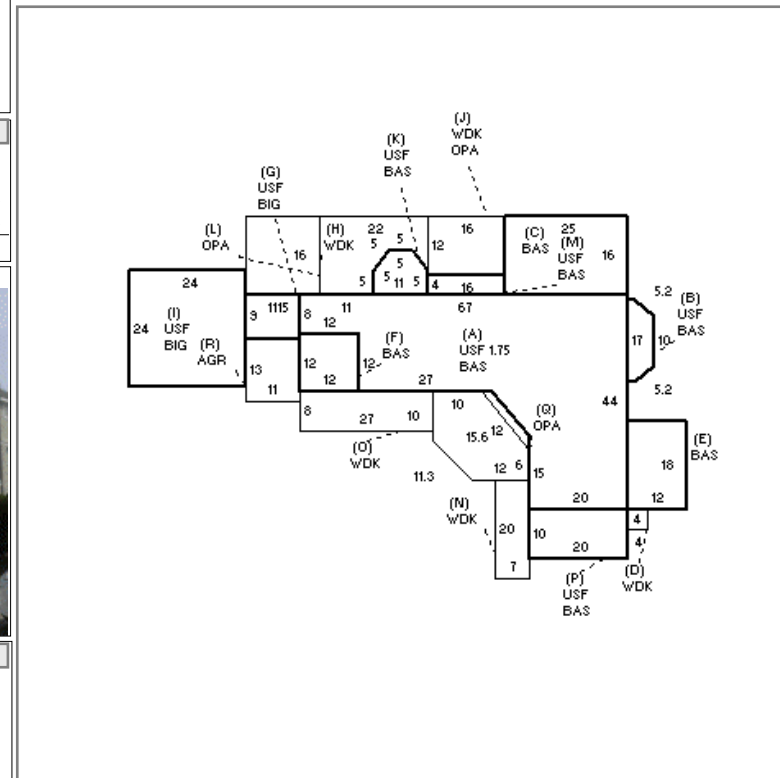 (J)
WDK
OPA
(K)
USF
BAS
(G)
USF
BIG
(L)
OPA
(H)
WDK
22
5 5
16
12
(C)
BAS
25
(M)
USF
BAS
16
16
5
5 5 11 5
4 16
24
24
(I)
USF
BIG
(R)
AGR
9
1115
8
11
12
67
(A)
USF 1.75
BAS
5.2
(B)
USF
BAS
17
10
5.2
13
11
12
12
12
(F)
BAS
27
44
8
27
10
(O)
WDK
10
15.6
12
(Q)
OPA
11.3
12 6
15
(E)
BAS
18
12
20
(N)
WDK
20
7
10
20
4
4
(P)
USF
BAS
(D)
WDK